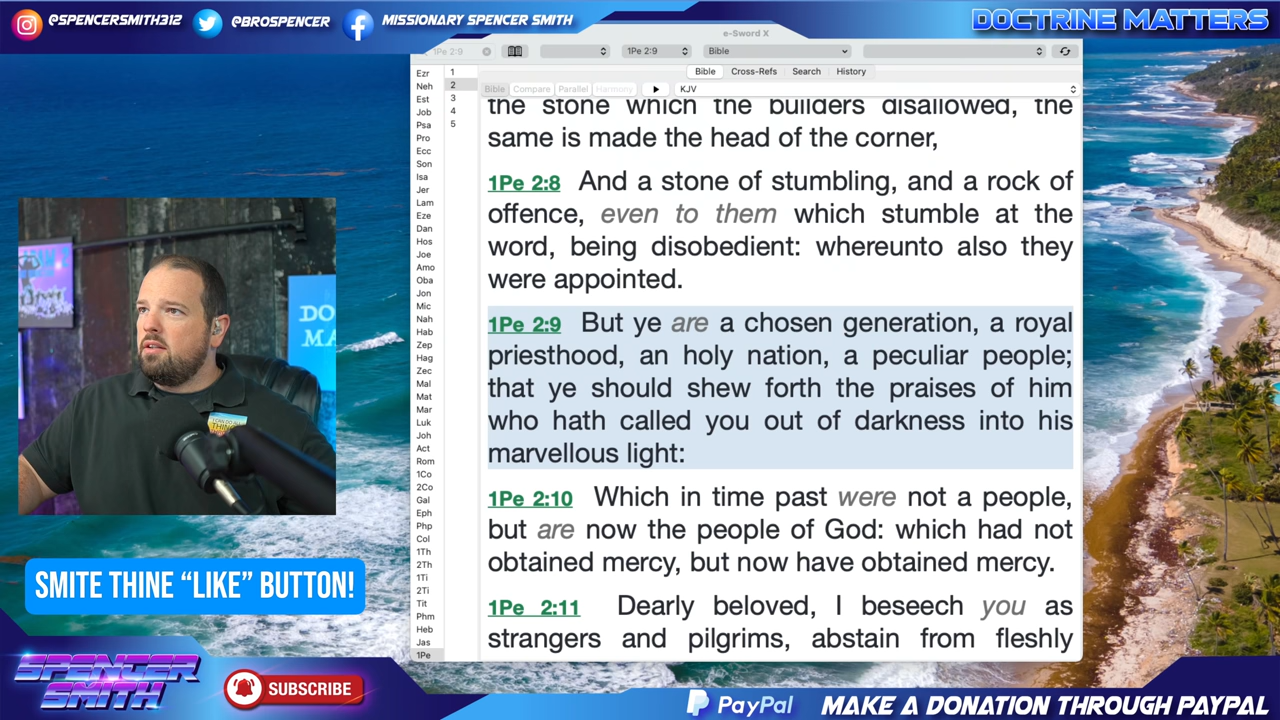 @SPENCERSMITH312 @BROSPENCER MISSIONARY SPENCER SMITH
DOCTRINE MATTERS
e-Sword X
1Pe 2:9 1Pe 2:9 Bible
Bible Cross-Refs Search History
Bible Compare Parallel Harmony KJV
Ezr
Neh
Est
Job
Psa
Pro
Ecc
Son
Isa
Jer
Lam
Eze
Dan
Hos
Joe
Amo
Oba
Jon
Mic
Nah
Hab
Zep
Hag
Zec
Mal
Mat
Mar
Luk
Joh
Act
Rom
1Co
2Co
Gal
Eph
Php
Col
1Th
2Th
1Ti
2Ti
Tit
Phm
Heb
Jas
1Pe
1
2
3
4
5
the stone which the builders disallowed, the
same is made the head of the corner,
1Pe 2:8 And a stone of stumbling, and a rock of
offence, even to them which stumble at the
word, being disobedient: whereunto also they
were appointed.
1Pe 2:9 But ye are a chosen generation, a royal
priesthood, an holy nation, a peculiar people;
that ye should shew forth the praises of him
who hath called you out of darkness into his
marvellous light:
1Pe 2:10 Which in time past were not a people,
but are now the people of God: which had not
obtained mercy, but now have obtained mercy.
1Pe 2:11 Dearly beloved, I beseech you as
strangers and pilgrims, abstain from fleshly
DO
MA
SMITE THINE “LIKE” BUTTON!
SPENCER
SMITH
SUBSCRIBE
PayPal MAKE A DONATION THROUGH PAYPAL